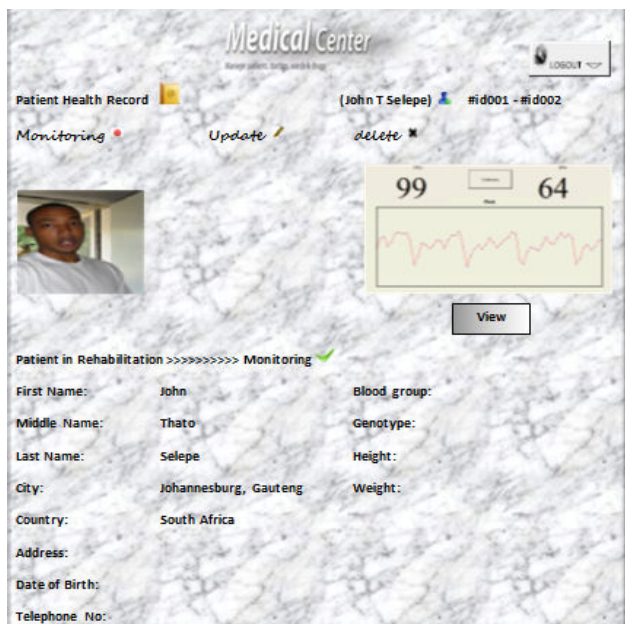 Medical Center
LOGOUT
Patient Health Record (John T Selepe) #id001 - #id002
Monitoring Update delete
99 64
View
Patient in Rehabilitation >>>>>>>>>> Monitoring
First Name: John Blood group:
Middle Name: Thato Genotype:
Last Name: Selepe Height:
City: Johannesburg, Gauteng Weight:
Country: South Africa
Address:
Date of Birth:
Telephone No: